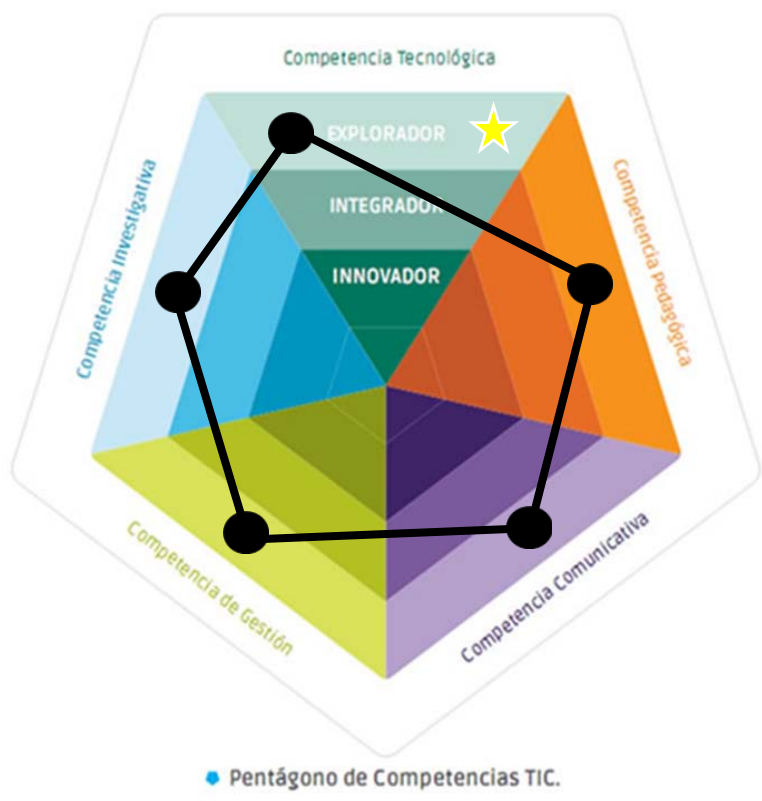 Competencia Tecnológica
EXPLORADOR
INTEGRADOR
INNOVADOR
Competencia Investigativa
Competencia Pedagógica
Competencia de Gestión
Competencia Comunicativa
Pentágono de Competencias TIC.